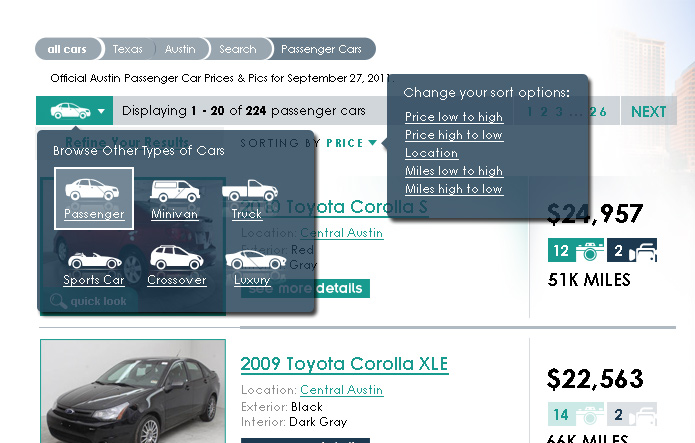 all cars Texas Austin Search Passenger Cars
Official Austin Passenger Car Prices & Pics for September 27, 2011.
Displaying 1 - 20 of 224 passenger cars
1 2 3 ... 26 NEXT
Refine Your Results
SORTING BY PRICE
Change your sort options:
Price low to high
Price high to low
Location
Miles low to high
Miles high to low
Browse Other Types of Cars
Passenger Minivan Truck
Sports Car Crossover Luxury
quick look
2010 Toyota Corolla S
Location: Central Austin
Exterior: Red
Gray
see more details
$24,957
12 2
51K MILES
2009 Toyota Corolla XLE
Location: Central Austin
Exterior: Black
Interior: Dark Gray
$22,563
14 2
66K MILES